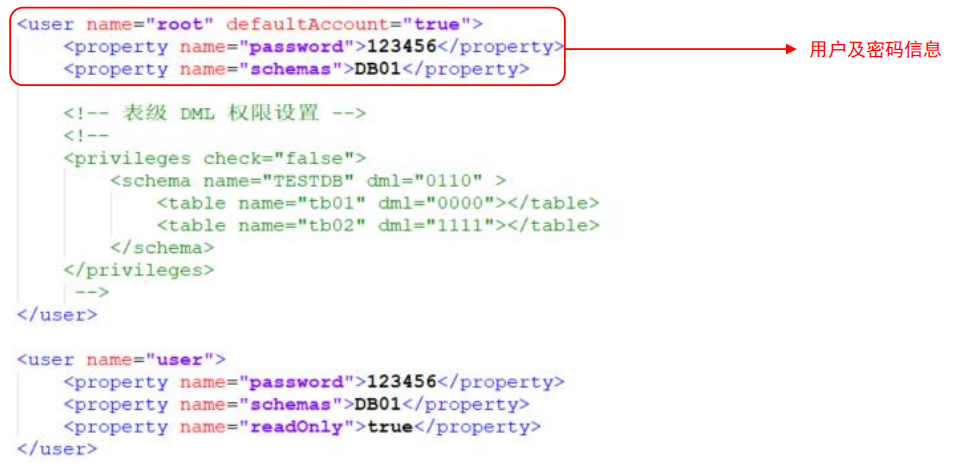 <user name="root" defaultAccount="true">
<property name="password">123456</property>
<property name="schemas">DB01</property>
用户及密码信息
<!-- 表级 DML 权限设置 -->
<!--
<privileges check="false">
<schema name="TESTDB" dml="0110" >
<table name="tb01" dml="0000"></table>
<table name="tb02" dml="1111"></table>
</schema>
</privileges>
-->
</user>
<user name="user">
<property name="password">123456</property>
<property name="schemas">DB01</property>
<property name="readOnly">true</property>
</user>